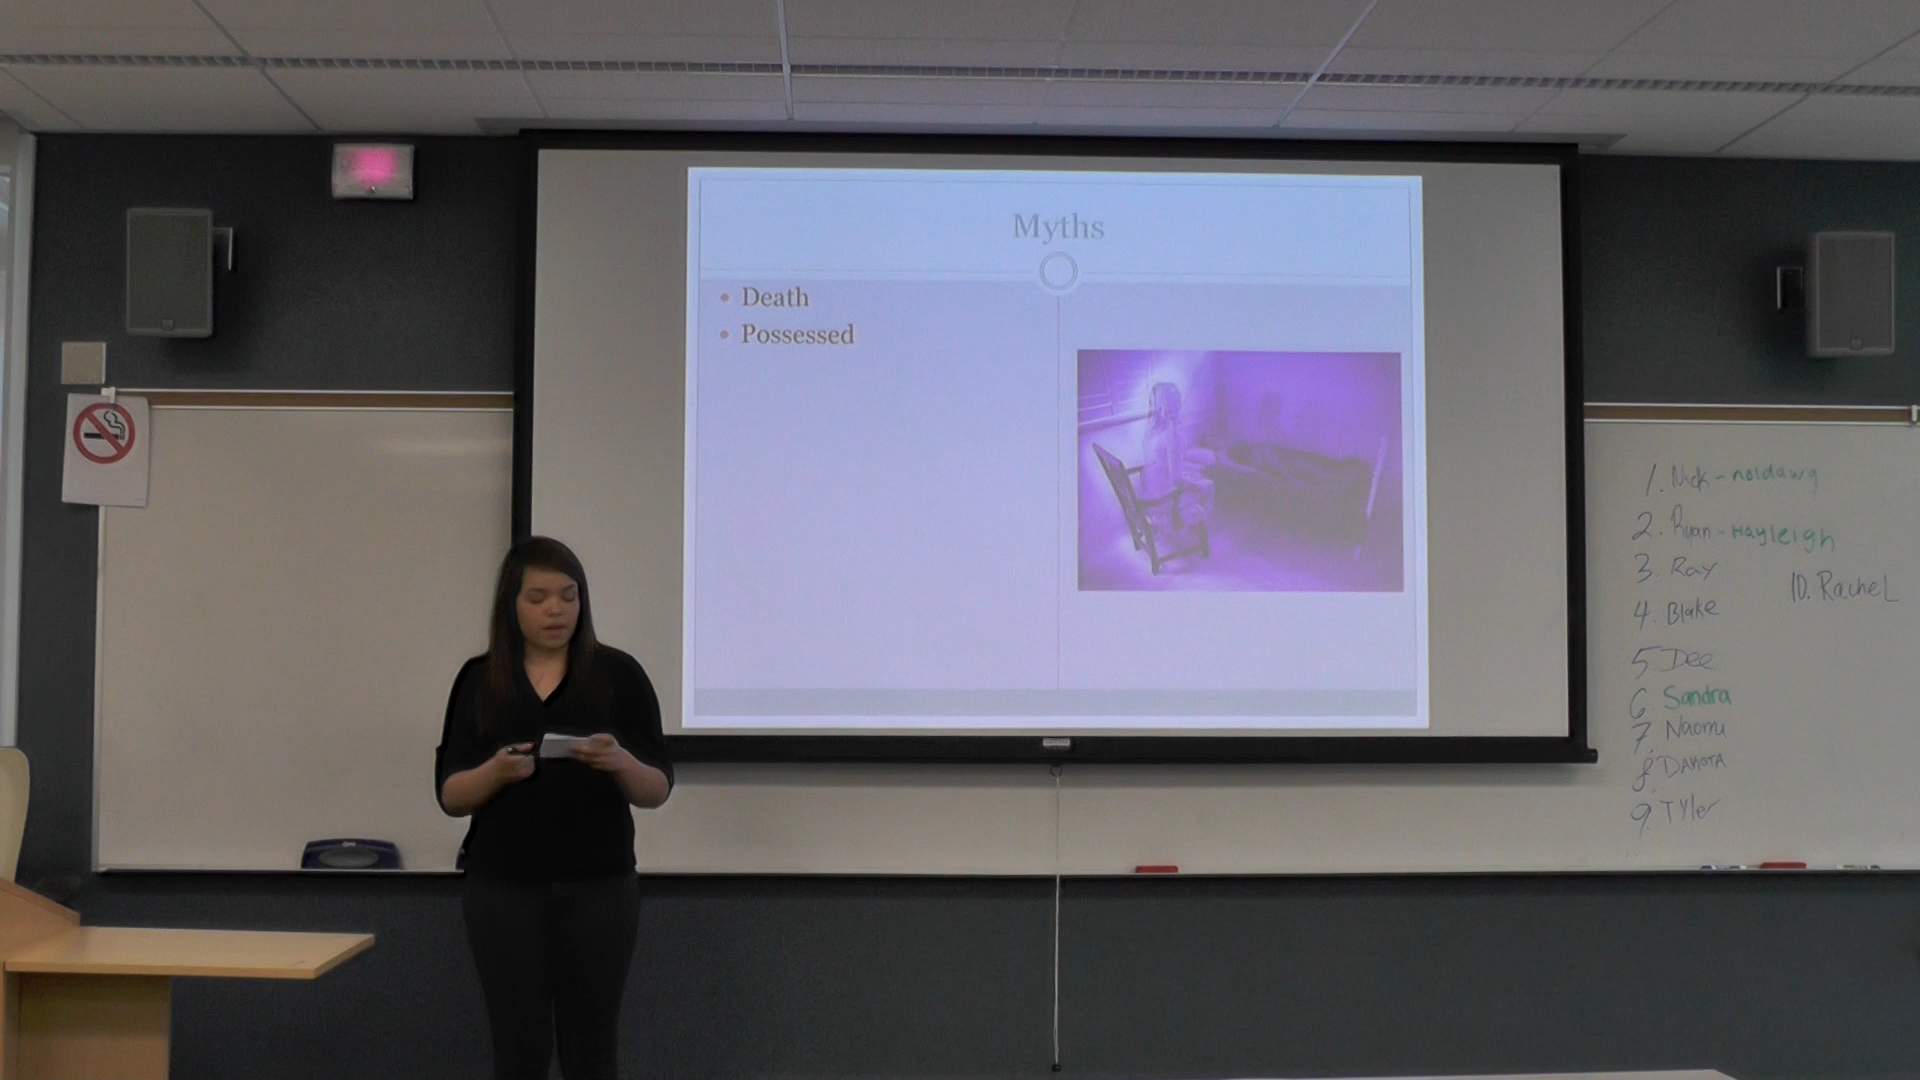 Myths
Death
Possessed
1. Nick - noidawg
2. Ryan - Hayleigh
3. Ray
4. Blake
5 Dee
6 Sandra
7. Naomi
8 DAKOTA
9. TYler
10. Rachel